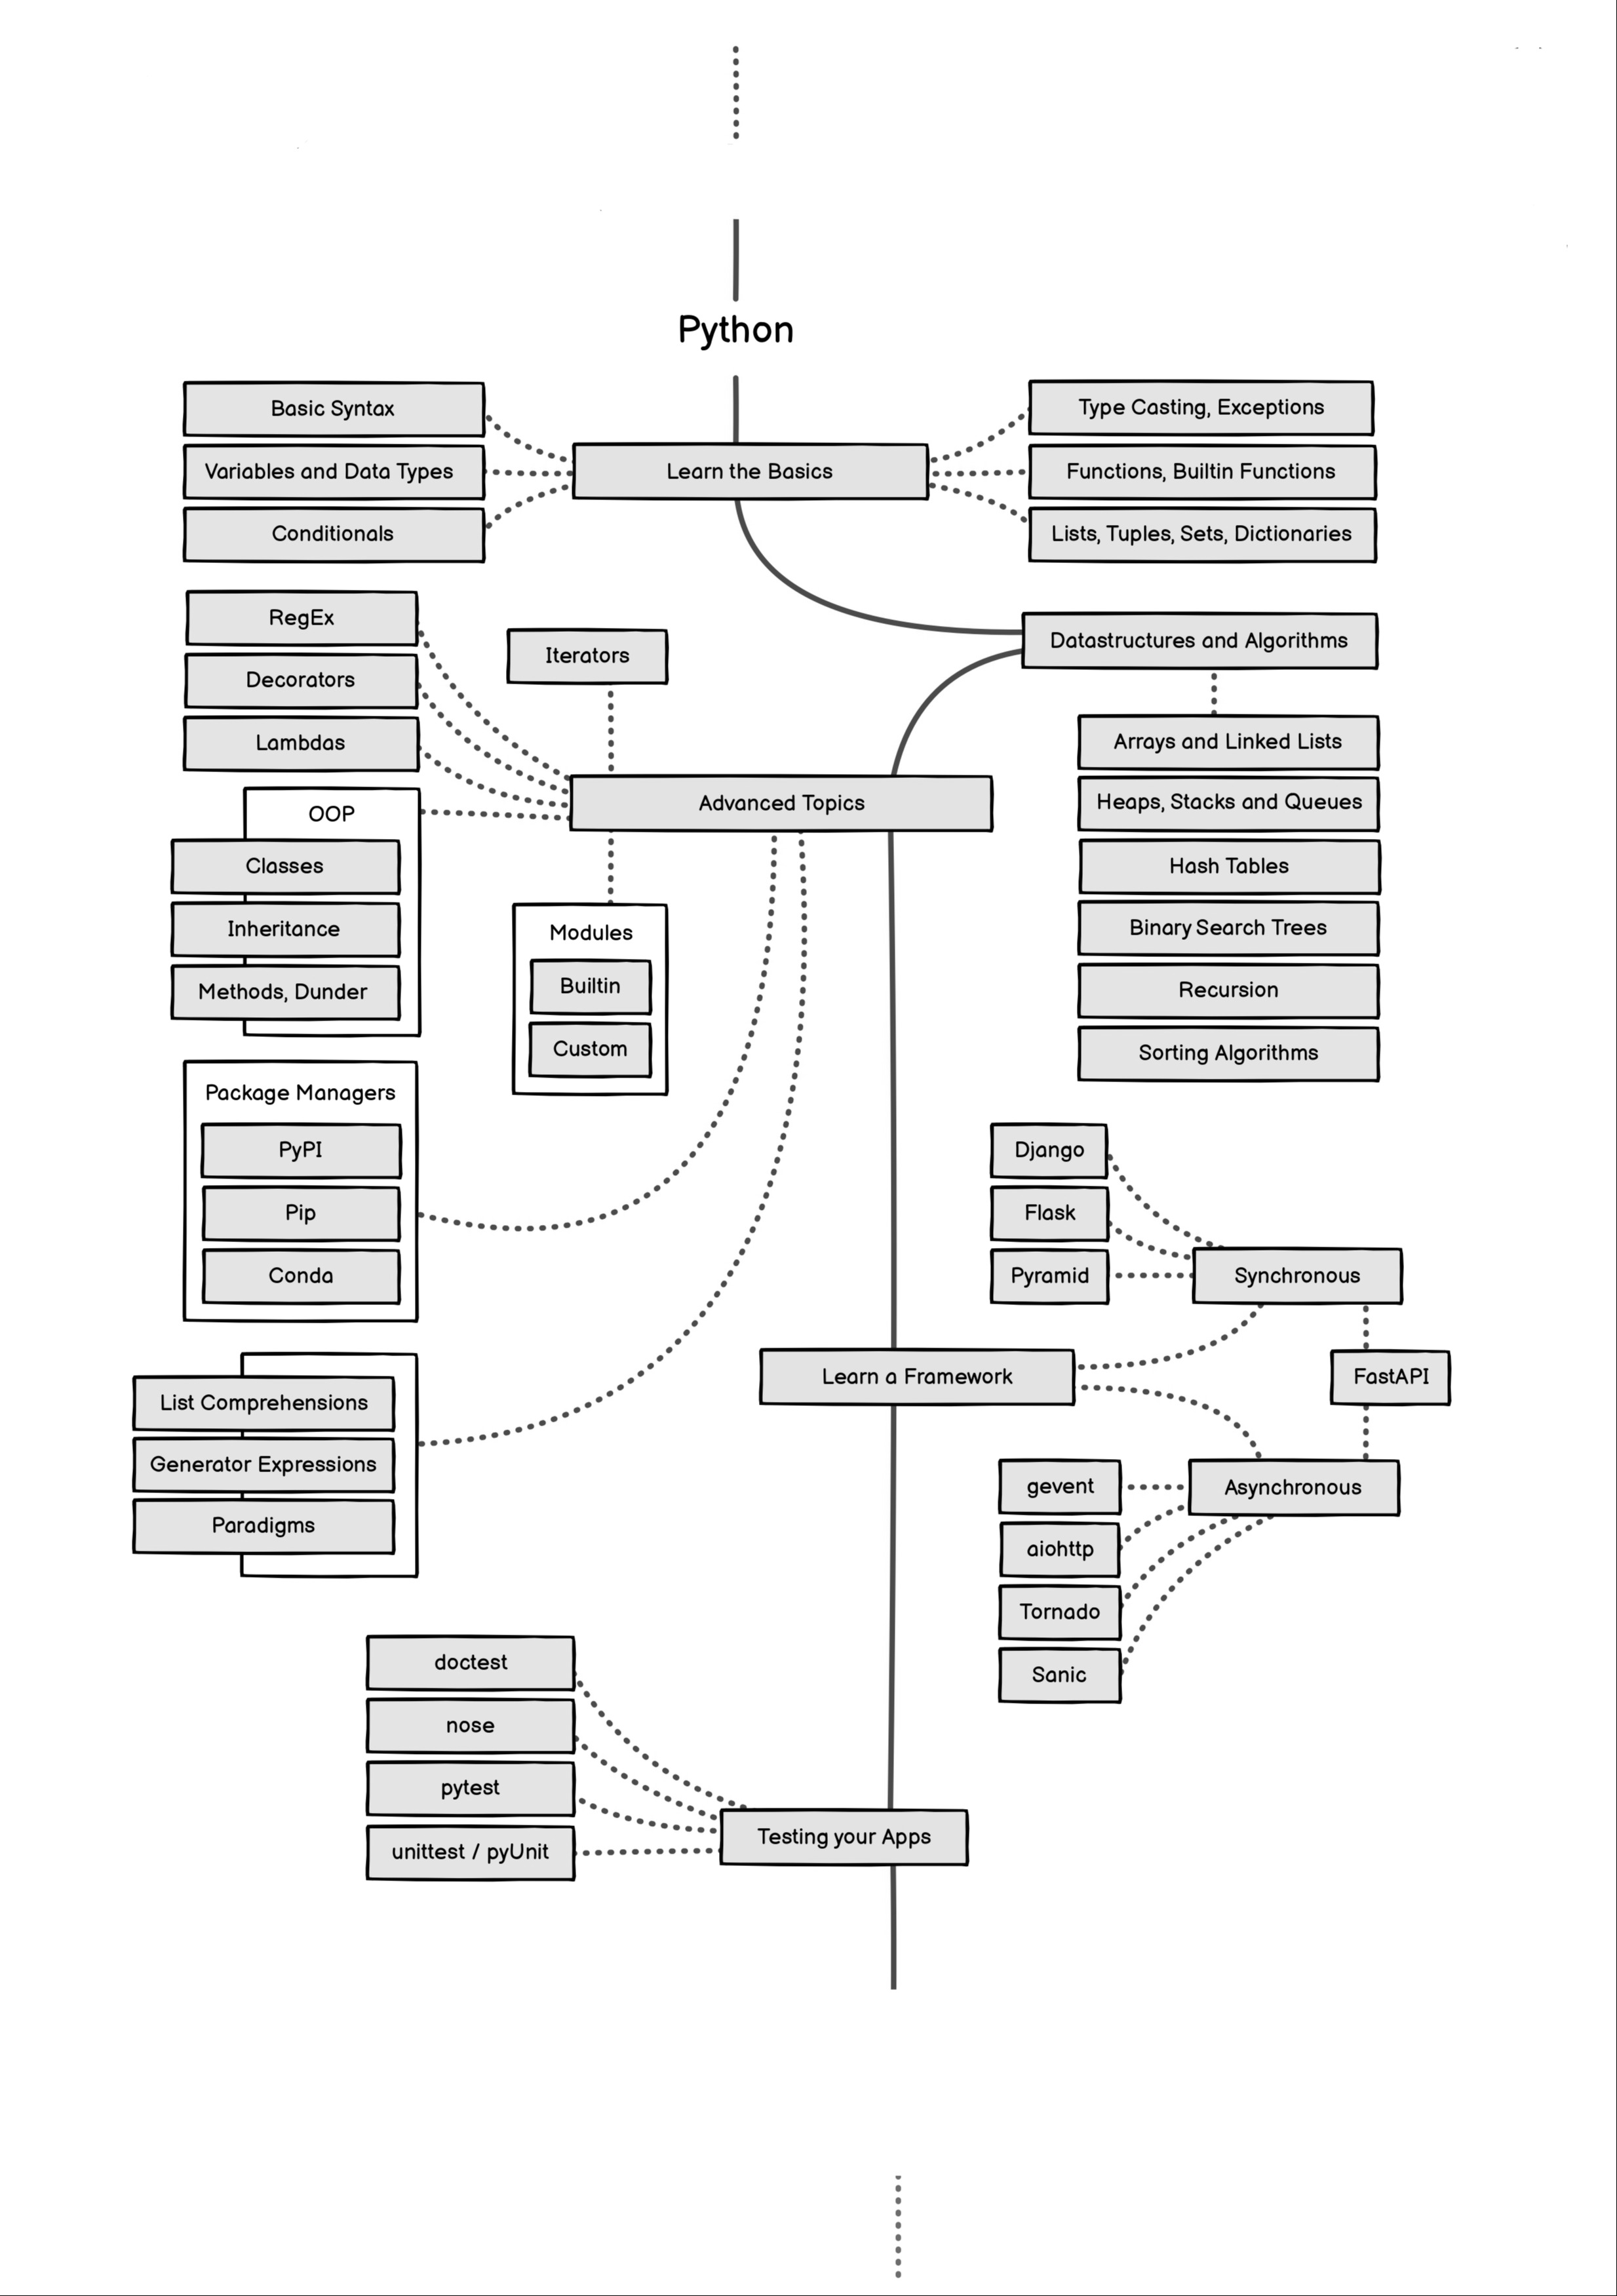 Python
Basic Syntax
Variables and Data Types
Conditionals
Learn the Basics
Type Casting, Exceptions
Functions, Builtin Functions
Lists, Tuples, Sets, Dictionaries
RegEx
Decorators
Lambdas
Iterators
Datastructures and Algorithms
Arrays and Linked Lists
Heaps, Stacks and Queues
Hash Tables
Binary Search Trees
Recursion
Sorting Algorithms
Advanced Topics
OOP
Classes
Inheritance
Methods, Dunder
Modules
Builtin
Custom
Package Managers
PyPI
Pip
Conda
List Comprehensions
Generator Expressions
Paradigms
Learn a Framework
Django
Flask
Pyramid
Synchronous
FastAPI
Asynchronous
gevent
aiohttp
Tornado
Sanic
doctest
nose
pytest
unittest / pyUnit
Testing your Apps